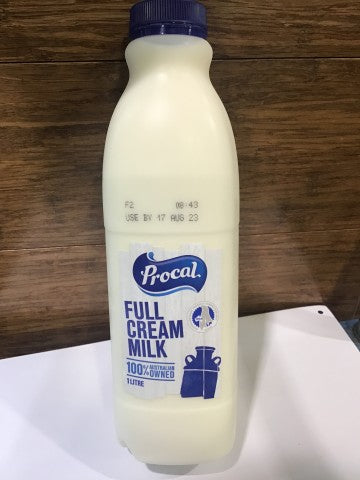 F2 08:43
USE BY 17 AUG 23
Procal
FULL
CREAM
MILK
100% AUSTRALIAN
OWNED
1 LITRE